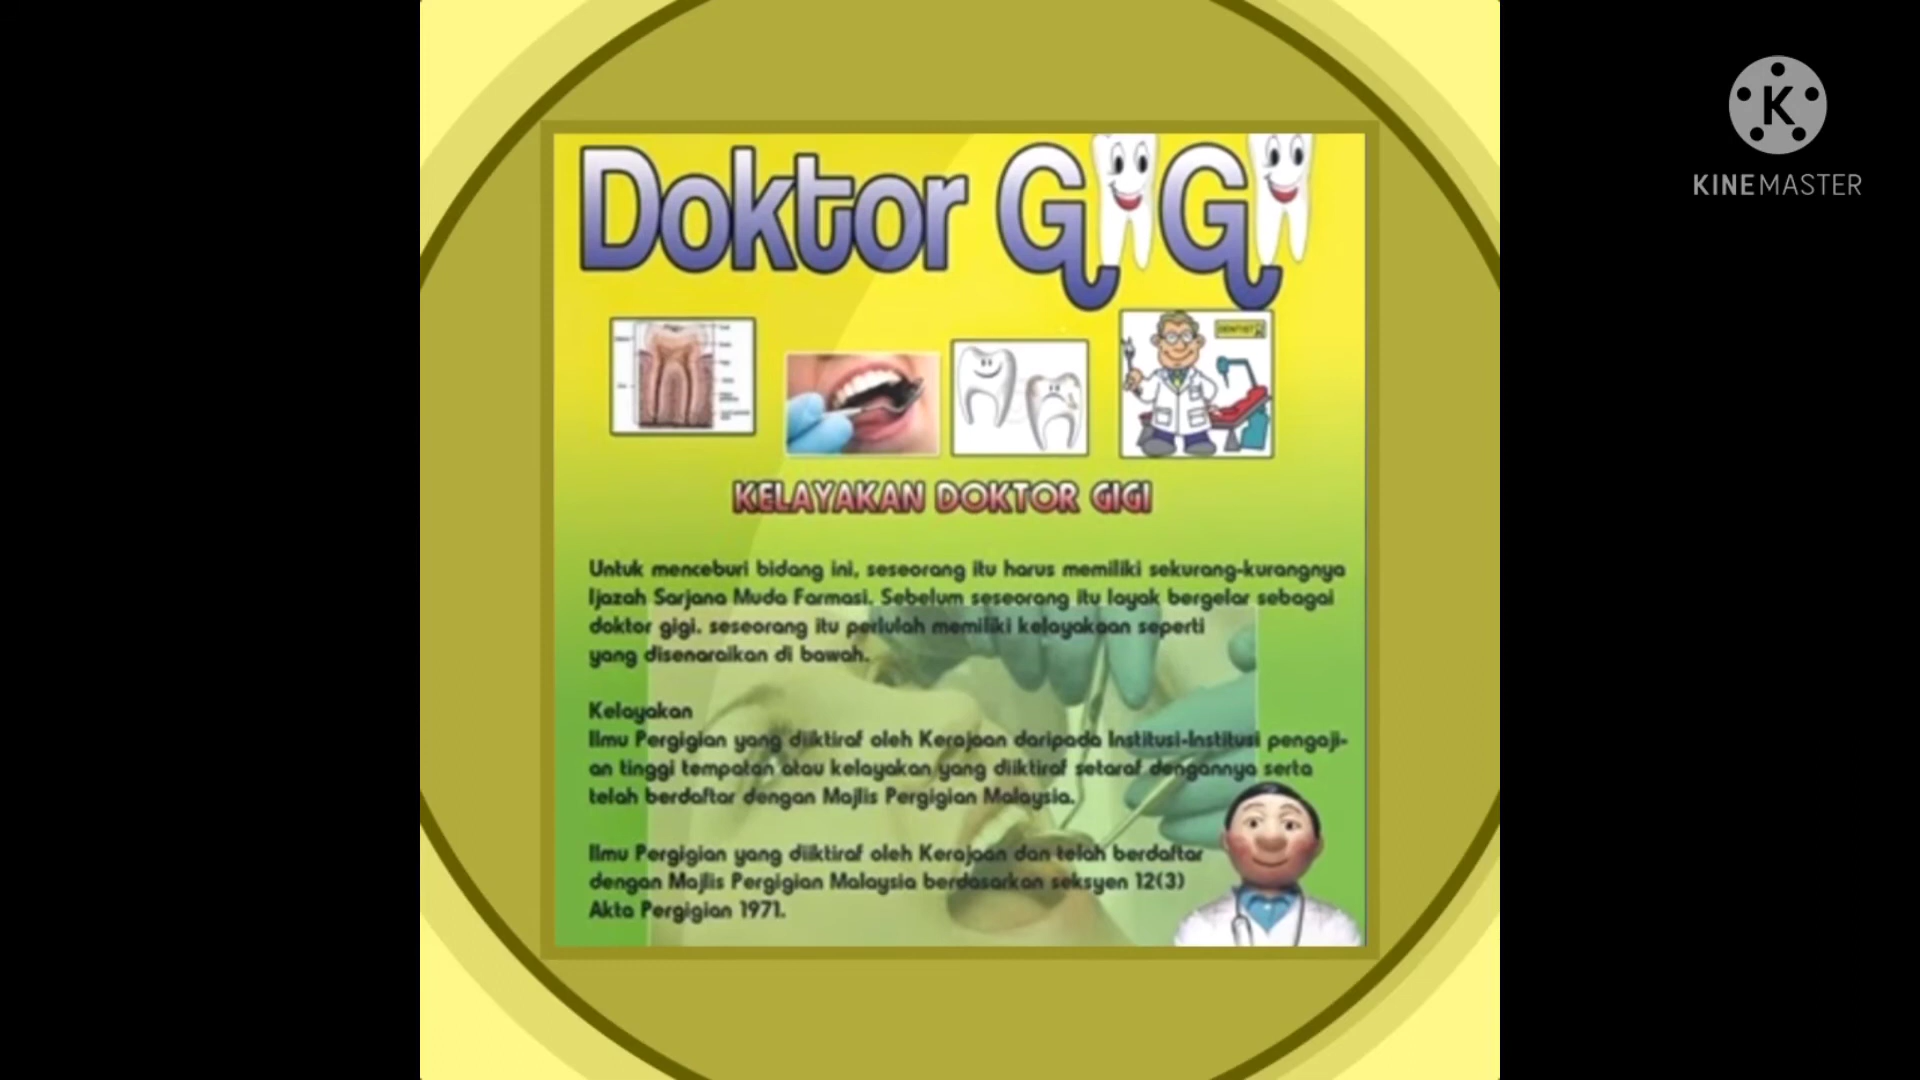 KINEMASTER
Doktor GiGi
DENTIST
KELAYAKAN DOKTOR GIGI
Untuk menceburi bidang ini, seseorang itu harus memiliki sekurang-kurangnya
Ijazah Sarjana Muda Farmasi. Sebelum seseorang itu layak bergelar sebagai
doktor gigi. seseorang itu perlulah memiliki kelayakaan seperti
yang disenaraikan di bawah.
Kelayakan
Ilmu Pergigian yang diiktiraf oleh Kerajaan daripada Institusi-Institusi pengaji-
an tinggi tempatan atau kelayakan yang diiktiraf setaraf dengannya serta
telah berdaftar dengan Majlis Pergigian Malaysia.
Ilmu Pergigian yang diiktiraf oleh Kerajaan dan telah berdaftar
dengan Majlis Pergigian Malaysia berdasarkan seksyen 12(3)
Akta Pergigian 1971.